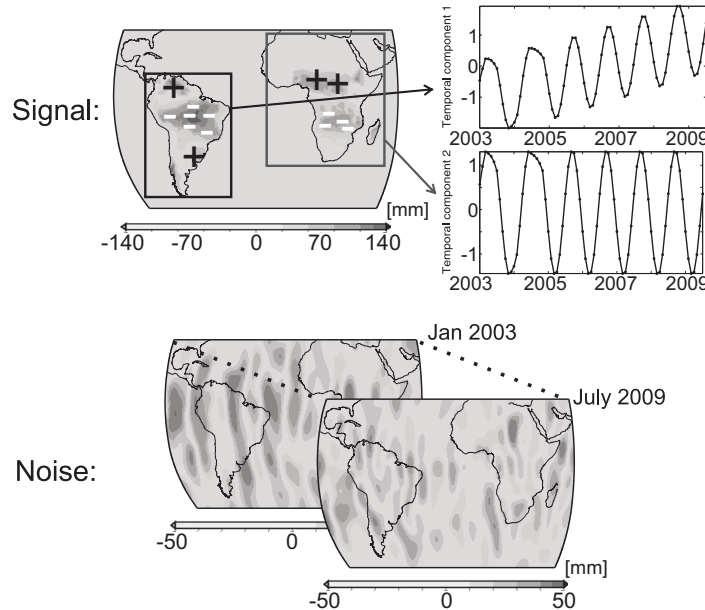 Signal:
+ +
+
+
[mm]
-140 -70 0 70 140
Temporal component 1
1
0
-1
2003 2005 2007 2009
Temporal component 2
1
0
-1
2003 2005 2007 2009
Noise:
Jan 2003
July 2009
-50 0
[mm]
-50 0 50